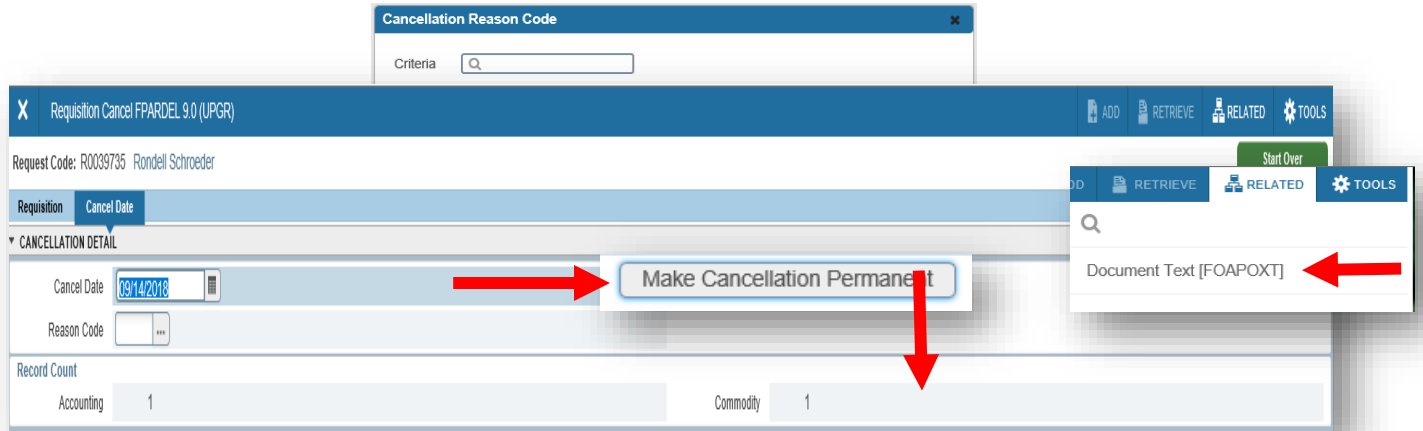 Cancellation Reason Code
Criteria
X Requisition Cancel FPARDEL 9.0 (UPGR) ADD RETRIEVE RELATED TOOLS
Request Code: R0039735 Rondell Schroeder Start Over
DD RETRIEVE RELATED TOOLS
Requisition Cancel Date
CANCELLATION DETAIL
Document Text [FOAPOXT]
Cancel Date 09/14/2018 Make Cancellation Permanent
Reason Code ...
Record Count
Accounting 1 Commodity 1